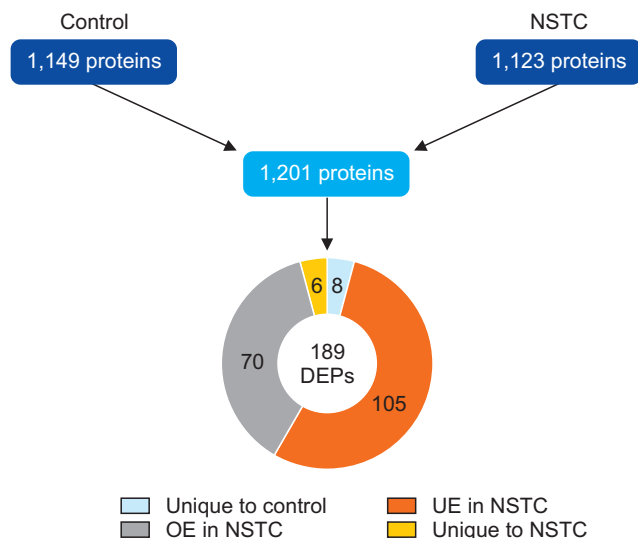 Control
NSTC
1,149 proteins
1,123 proteins
1,201 proteins
6
8
70
189
DEPs
105
Unique to control
UE in NSTC
OE in NSTC
Unique to NSTC